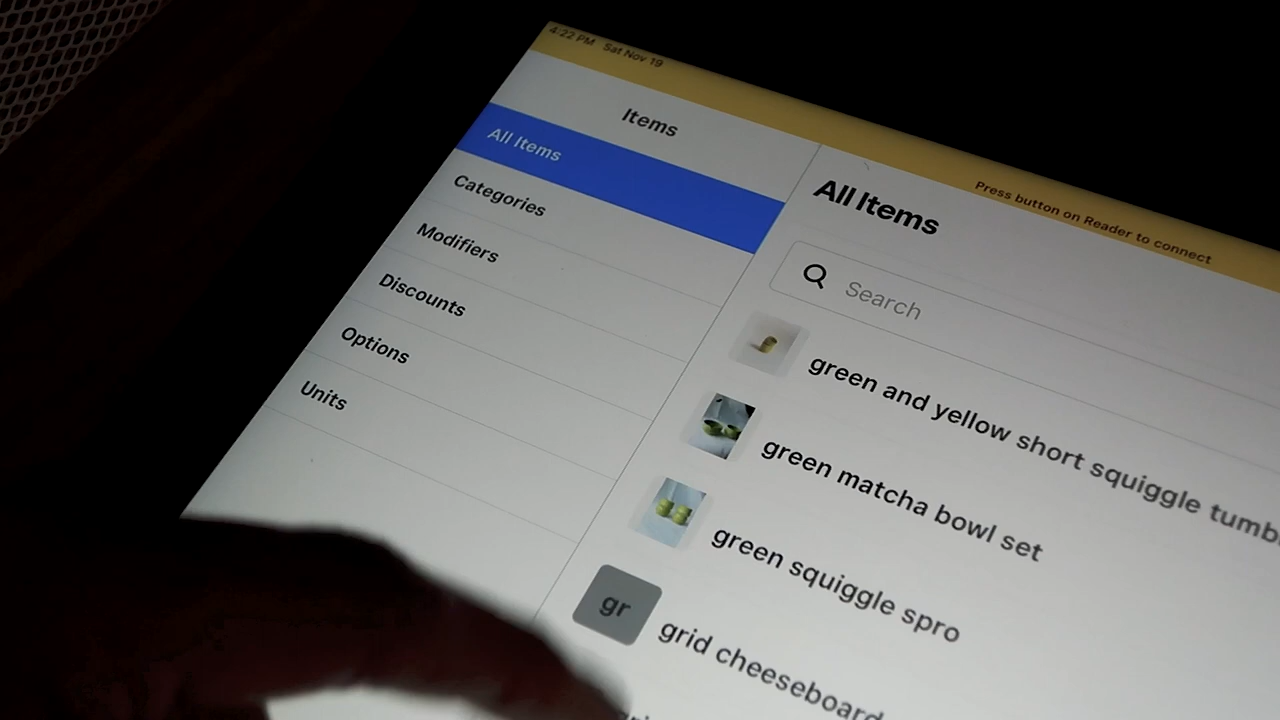 4:22 PM Sat Nov 19
Press button on Reader to connect
Items
All Items
Categories
Modifiers
Discounts
Options
Units
All Items
Search
green and yellow short squiggle
green matcha bowl set
green squiggle spro
gr
grid cheeseboard